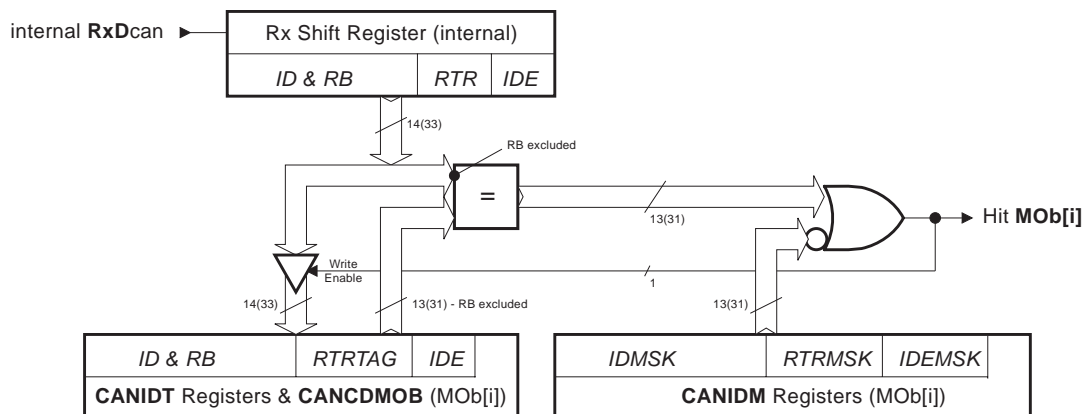 internal RxDcan
Rx Shift Register (internal)
ID & RB RTR IDE
14(33)
RB excluded
=
13(31)
Hit MOb[i]
Write
Enable
1
14(33)
13(31) - RB excluded
13(31)
ID & RB RTRTAG IDE
CANIDT Registers & CANCDMOB (MOb[i])
IDMSK RTRMSK IDEMSK
CANIDM Registers (MOb[i])